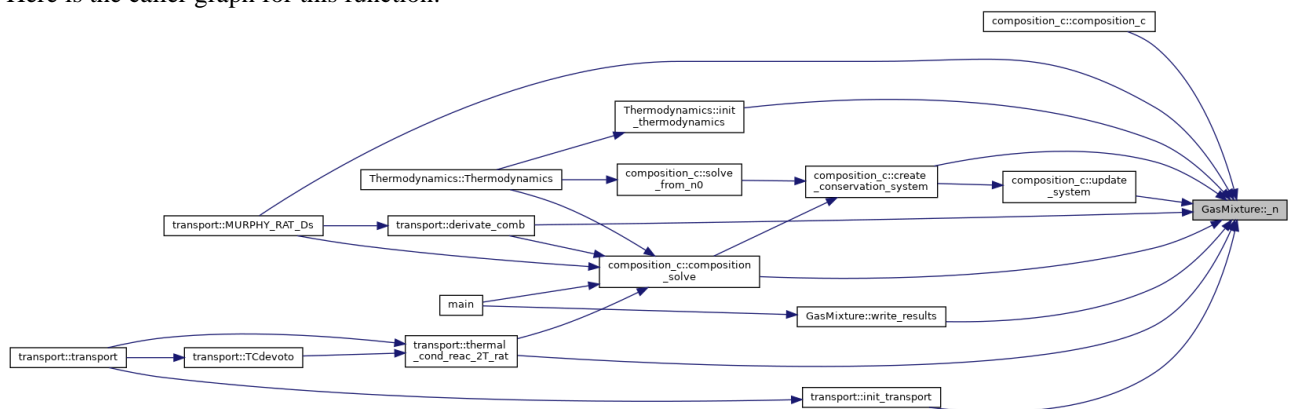 Here is the caller graph for this function:
composition_c::composition_c
Thermodynamics::init
_thermodynamics
Thermodynamics::Thermodynamics
composition_c::solve
_from_n0
composition_c::create
_conservation_system
composition_c::update
_system
GasMixture::_n
transport::MURPHY_RAT_Ds
transport::derivate_comb
composition_c::composition
_solve
main
GasMixture::write_results
transport::thermal
_cond_reac_2T_rat
transport::transport
transport::TCdevoto
transport::init_transport